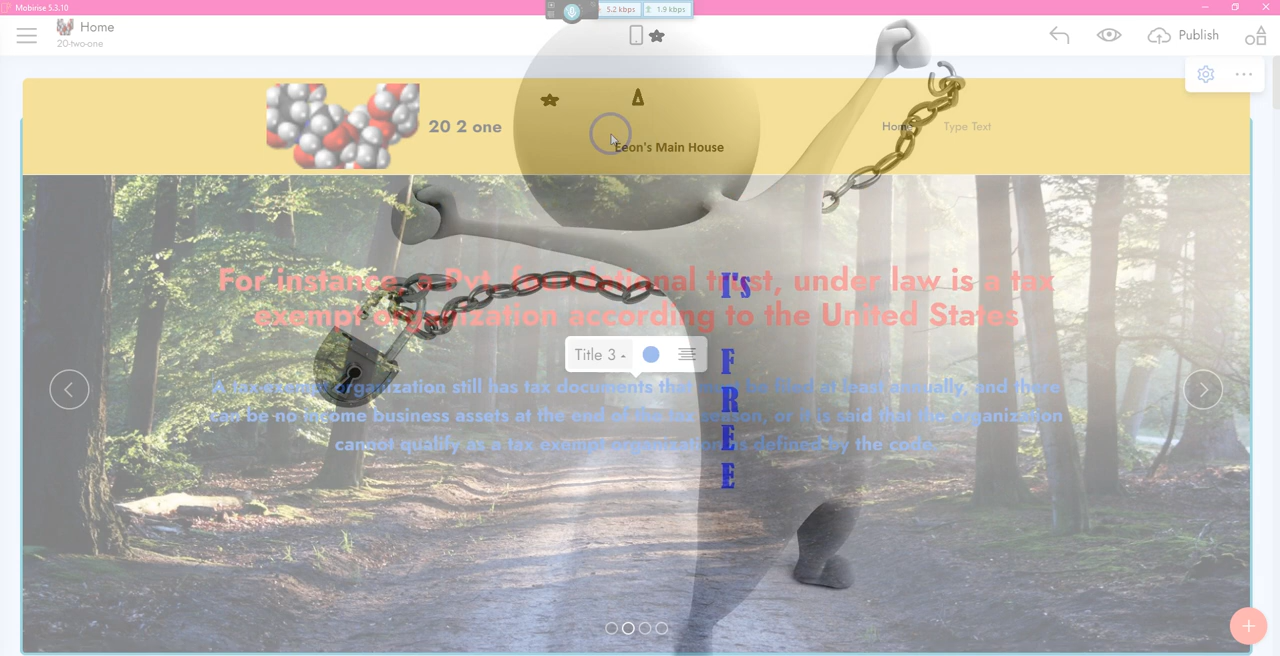 Mobirise 5.3.10
5.2 kbps
1.9 kbps
Home
20-two-one
Publish
20 2 one
Eeon's Main House
Home
Type Text
For instance, a Pvt. foundational trust, under law is a tax
exempt organization according to the United States
I's
F
R
E
E
Title 3
A tax-exempt organization still has tax documents that must be filed at least annually, and there
can be no income business assets at the end of the tax season, or it is said that the organization
cannot qualify as a tax exempt organization as defined by the code.